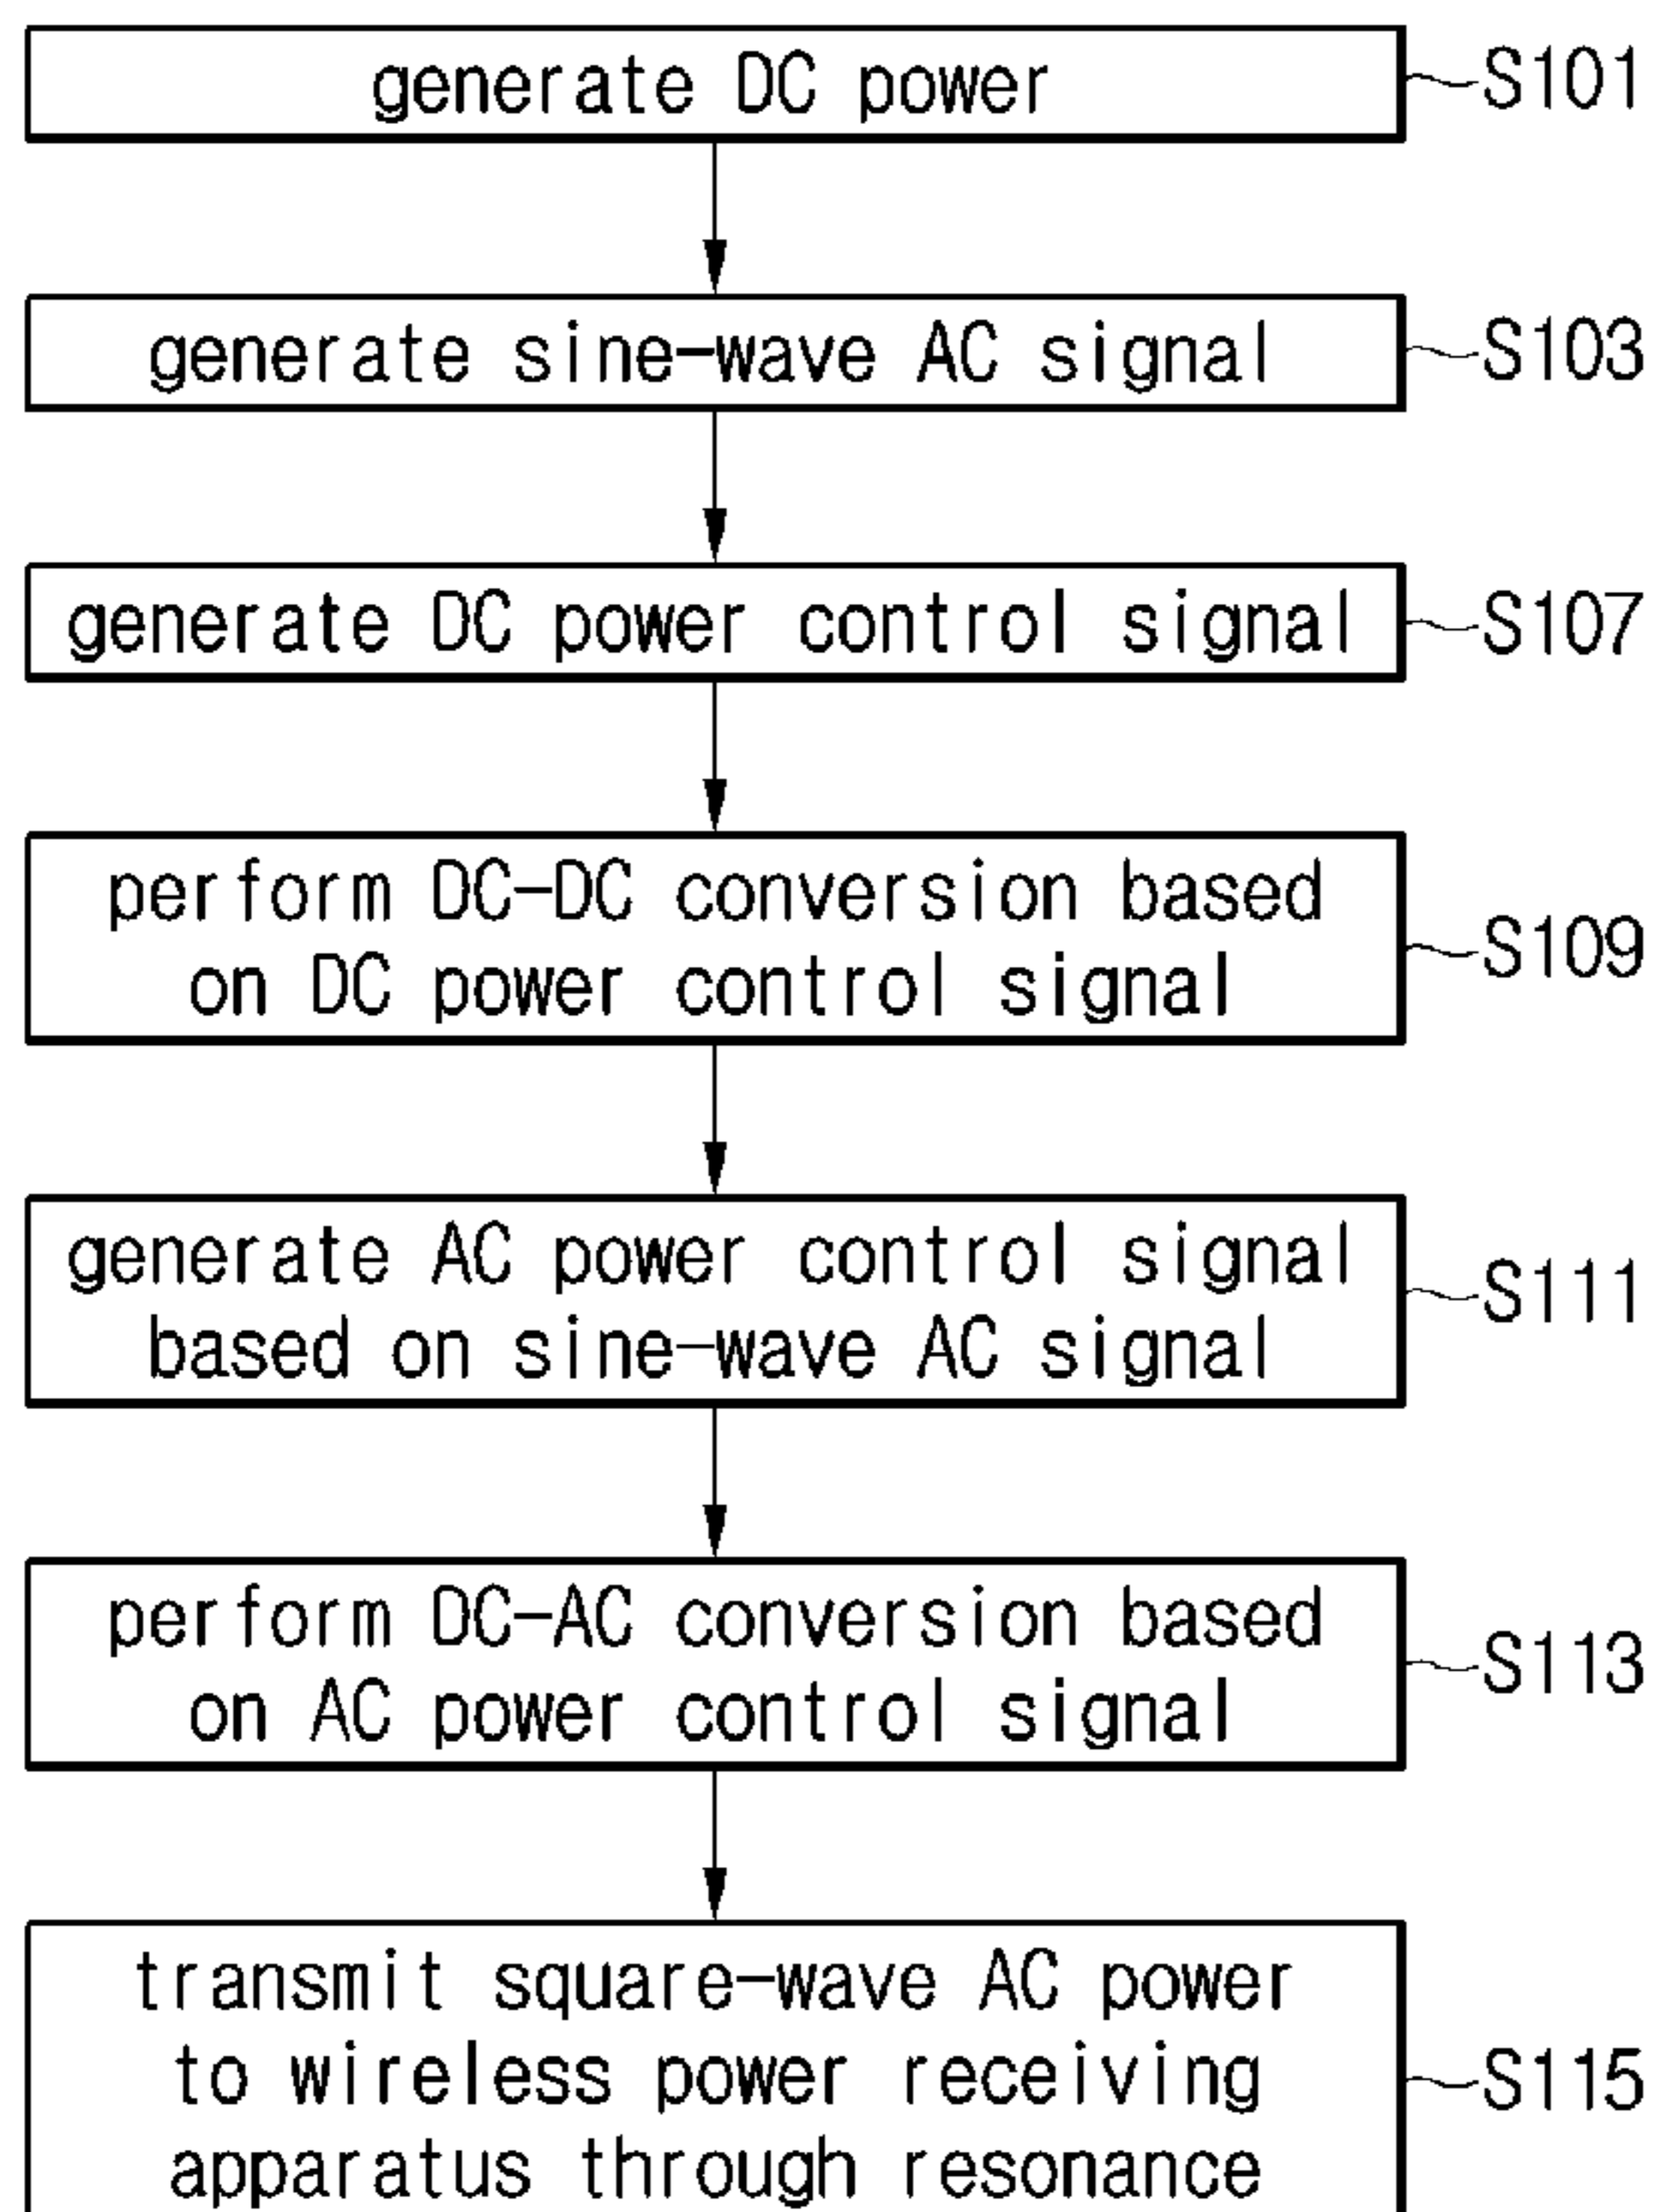 generate DC power
S101
generate sine-wave AC signal
S103
generate DC power control signal
S107
perform DC-DC conversion based
on DC power control signal
S109
generate AC power control signal
based on sine-wave AC signal
S111
perform DC-AC conversion based
on AC power control signal
S113
transmit square-wave AC power
to wireless power receiving
apparatus through resonance
S115